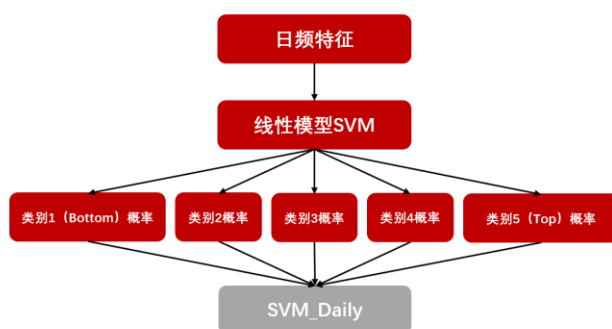 日频特征
线性模型SVM
类别1（Bottom）概率
类别2概率
类别3概率
类别4概率
类别5（Top）概率
SVM_Daily